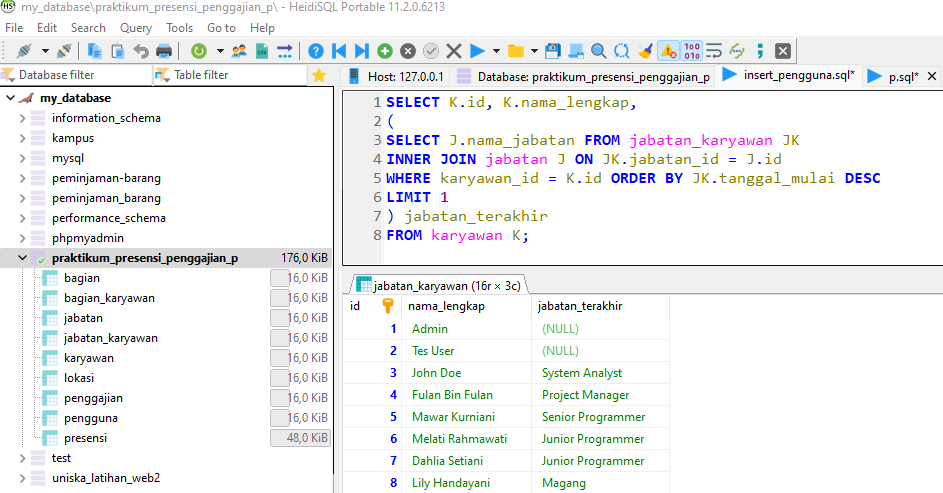 my_database\praktikum_presensi_penggajian_p\ - HeidiSQL Portable 11.2.0.6213
File Edit Search Query Tools Go to Help
Database filter Table filter
Host: 127.0.0.1 Database: praktikum_presensi_penggajian_p insert_pengguna.sql* p.sql*
my_database
information_schema
kampus
mysql
peminjaman-barang
peminjaman_barang
performance_schema
phpmyadmin
praktikum_presensi_penggajian_p 176,0 KiB
bagian 16,0 KiB
bagian_karyawan 16,0 KiB
jabatan 16,0 KiB
jabatan_karyawan 16,0 KiB
karyawan 16,0 KiB
lokasi 16,0 KiB
penggajian 16,0 KiB
pengguna 16,0 KiB
presensi 48,0 KiB
test
uniska_latihan_web2
1 SELECT K.id, K.nama_lengkap,
2 (
3 SELECT J.nama_jabatan FROM jabatan_karyawan JK
4 INNER JOIN jabatan J ON JK.jabatan_id = J.id
5 WHERE karyawan_id = K.id ORDER BY JK.tanggal_mulai DESC
6 LIMIT 1
7 ) jabatan_terakhir
8 FROM karyawan K;
jabatan_karyawan (16r × 3c)
id nama_lengkap jabatan_terakhir
1 Admin (NULL)
2 Tes User (NULL)
3 John Doe System Analyst
4 Fulan Bin Fulan Project Manager
5 Mawar Kurniani Senior Programmer
6 Melati Rahmawati Junior Programmer
7 Dahlia Setiani Junior Programmer
8 Lily Handayani Magang